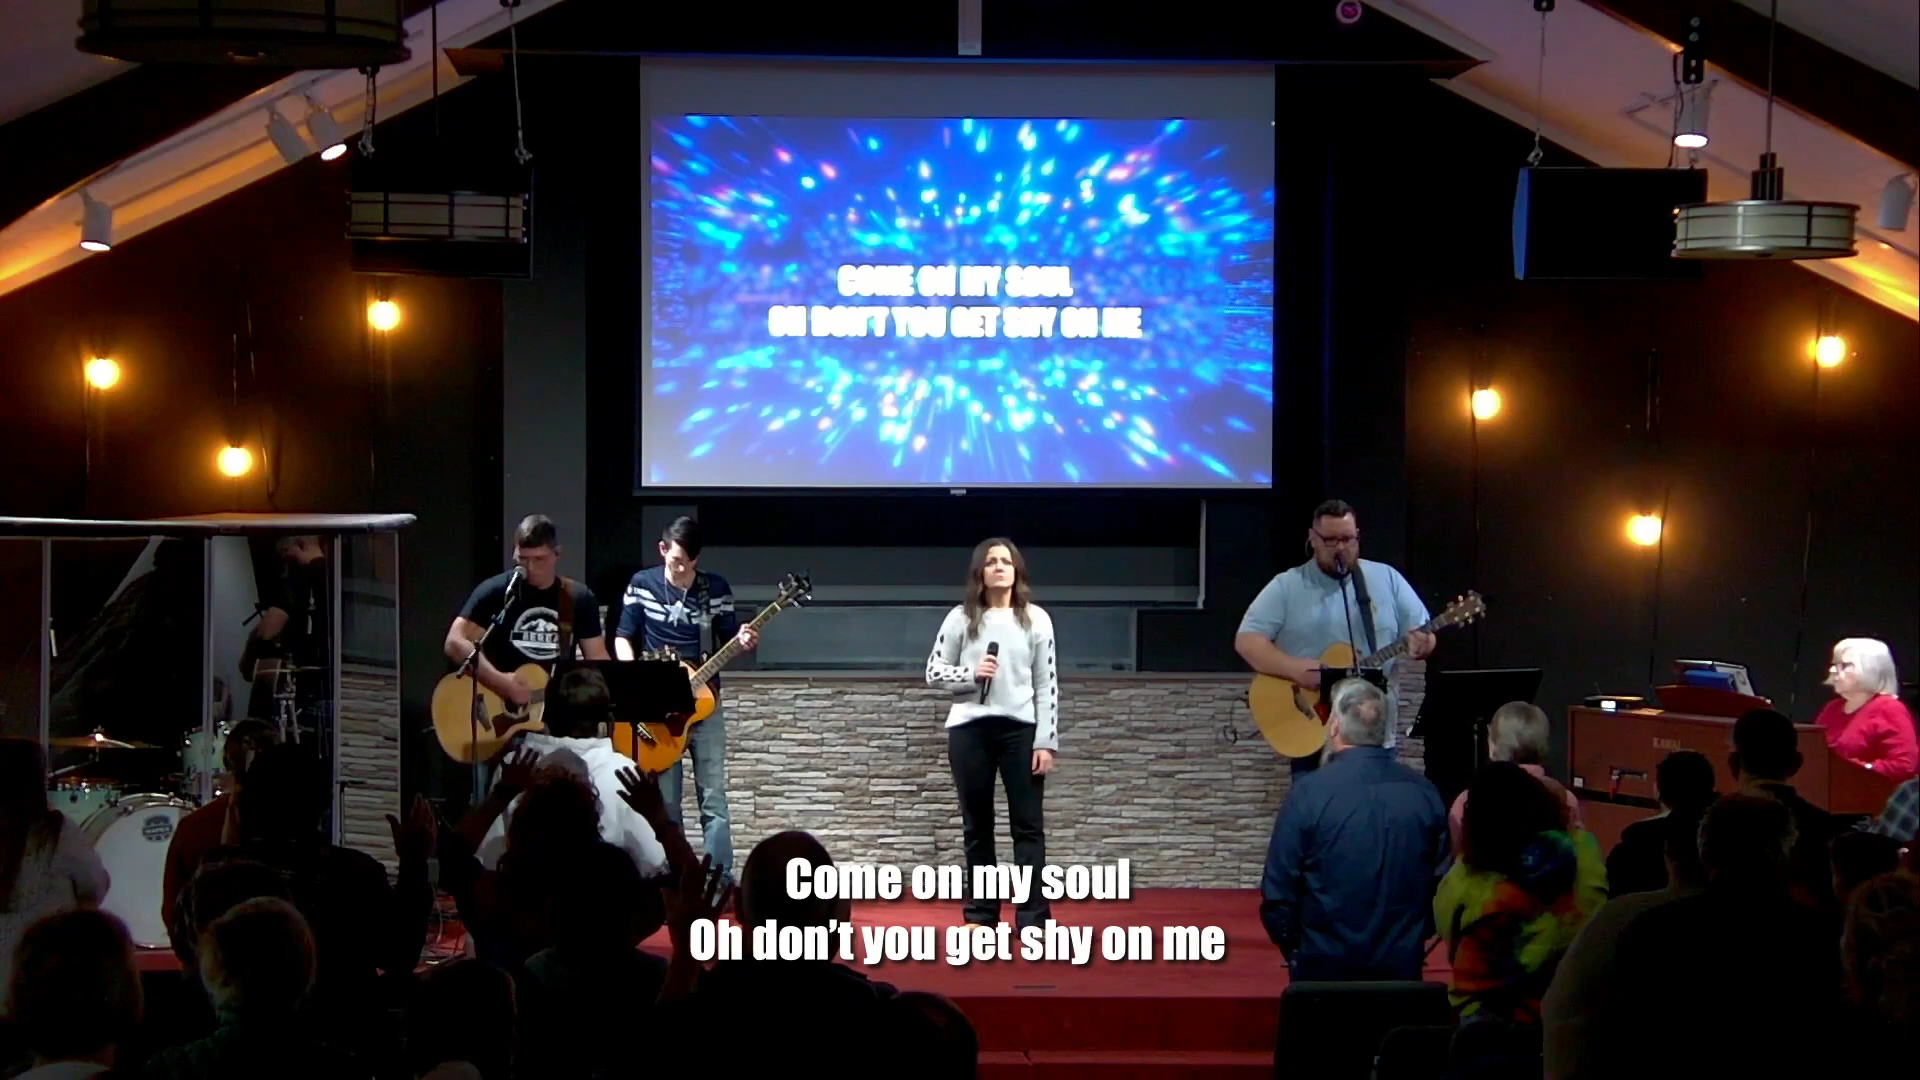 COME ON MY SOUL
OH DON'T YOU GET SHY ON ME
KAWAI
Come on my soul
Oh don't you get shy on me